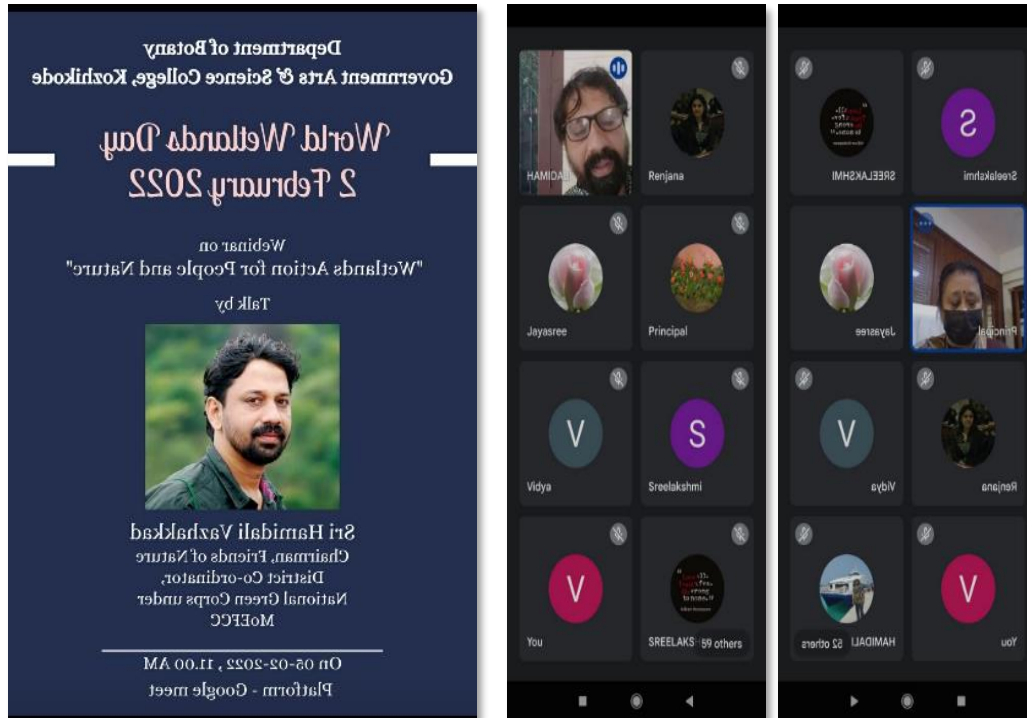 Department of Botany
Government Arts & Science College, Kozhikode
World Wetlands Day
2 February 2022
Webinar on
"Wetlands Action for People and Nature"
Talk by
Sri Hamidali Vazhakkad
Chairman, Friends of Nature
District Co-ordinator,
National Green Corps under
MoEFCC
On 05-02-2022 , 11.00 AM
Platform - Google meet
HAMIDAL
Renjana
Jayasree
Principal
V
Vidya
S
Sreelakshmi
V
You
SREELAKS
59 others
SREELAKSHMI
S
Sreelakshmi
Jayasree
Principal
V
Vidya
Renjana
HAMIDALI
52 others
V
You